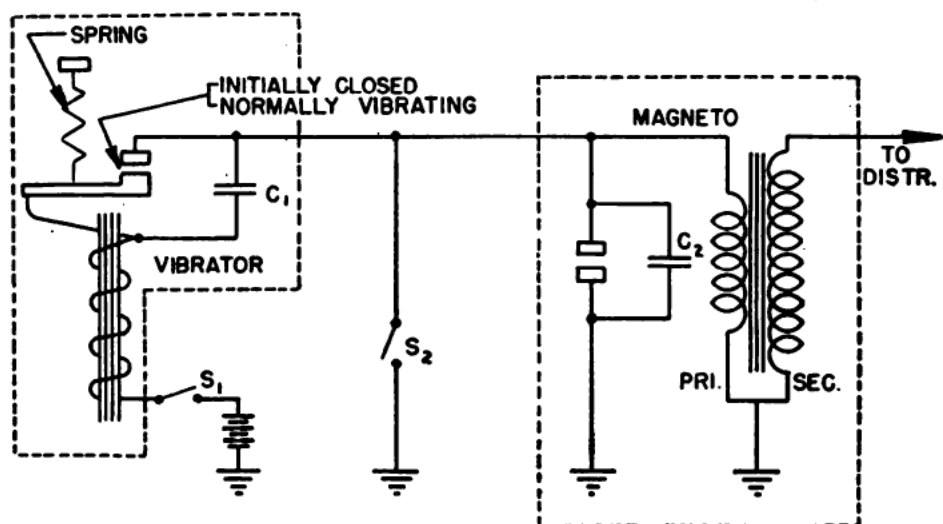 SPRING
INITIALLY CLOSED
NORMALLY VIBRATING
MAGNETO
TO
DISTR.
C1
C2
VIBRATOR
S1
S2
PRI.
SEC.